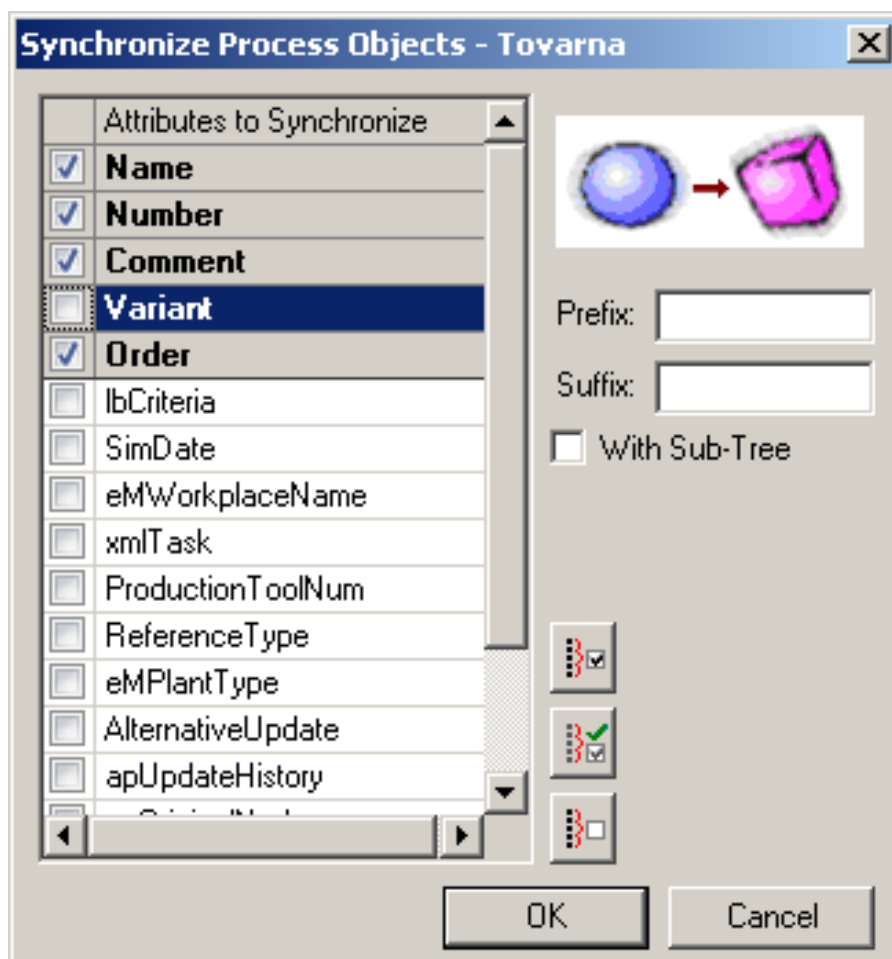 Synchronize Process Objects - Tovarna
Attributes to Synchronize
Name
Number
Comment
Variant
Order
lbCriteria
SimDate
eMWorkplaceName
xmlTask
ProductionToolNum
ReferenceType
eMPlantType
AlternativeUpdate
apUpdateHistory
Prefix:
Suffix:
With Sub-Tree
OK
Cancel